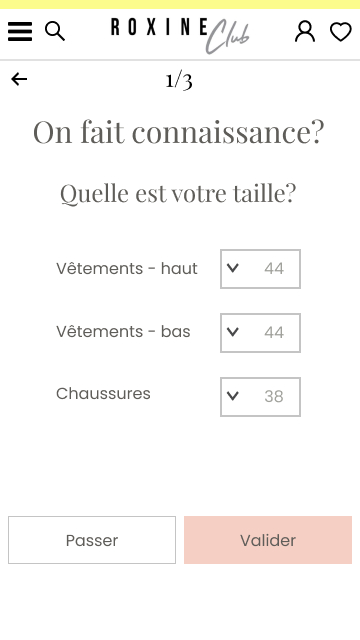 ROXINE Club
1/3
On fait connaissance?
Quelle est votre taille?
Vêtements - haut 44
Vêtements - bas 44
Chaussures 38
Passer Valider